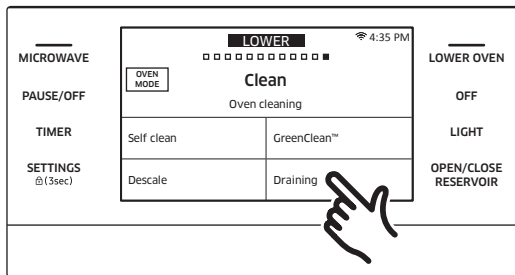 MICROWAVE
PAUSE/OFF
TIMER
SETTINGS
(3sec)
LOWER
4:35 PM
OVEN
MODE
Clean
Oven cleaning
Self clean
GreenClean™
Descale
Draining
LOWER OVEN
OFF
LIGHT
OPEN/CLOSE
RESERVOIR